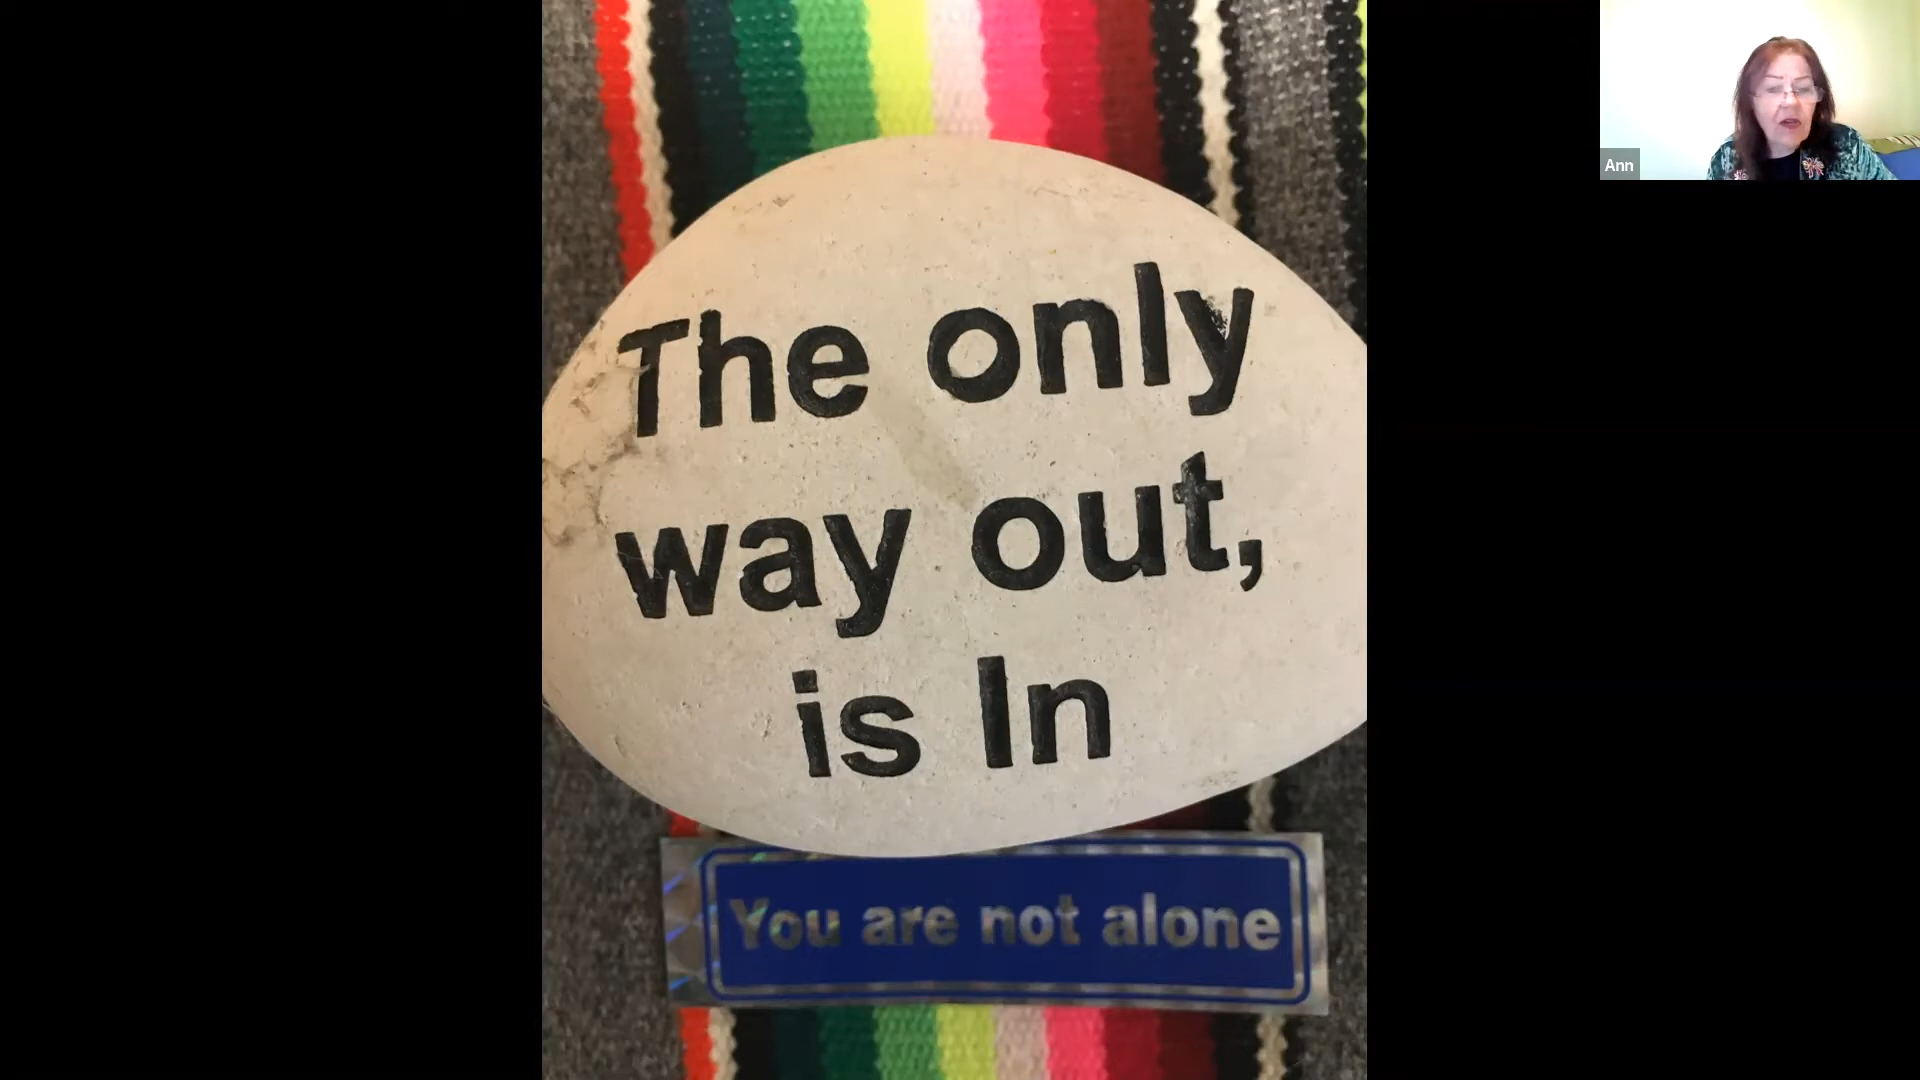 The only
way out,
is In
You are not alone
Ann